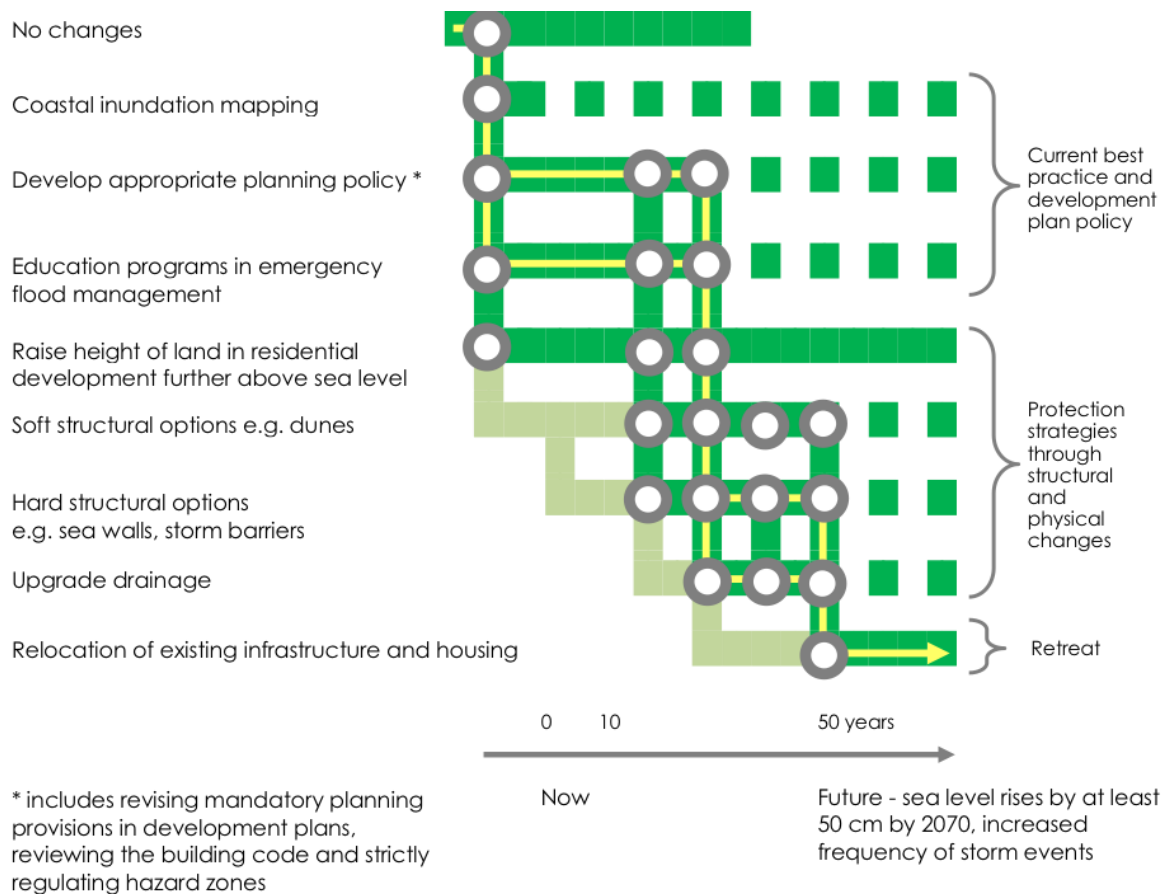 No changes
Coastal inundation mapping
Develop appropriate planning policy *
Education programs in emergency
flood management
Raise height of land in residential
development further above sea level
Soft structural options e.g. dunes
Hard structural options
e.g. sea walls, storm barriers
Upgrade drainage
Relocation of existing infrastructure and housing
Current best
practice and
development
plan policy
Protection
strategies
through
structural
and
physical
changes
Retreat
0 10 50 years
Now
Future - sea level rises by at least
50 cm by 2070, increased
frequency of storm events
* includes revising mandatory planning
provisions in development plans,
reviewing the building code and strictly
regulating hazard zones